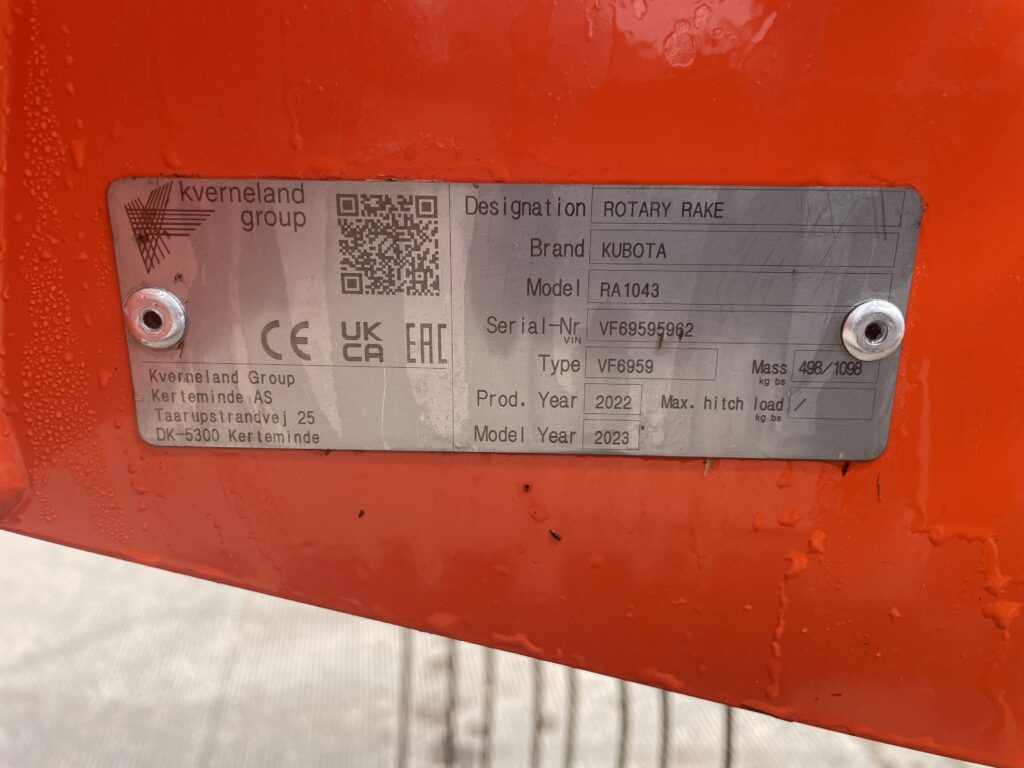 kverneland
group
CE UK CA EAC
Kverneland Group
Kerteminde AS
Taarupstrandvej 25
DK-5300 Kerteminde
Designation ROTARY RAKE
Brand KUBOTA
Model RA1043
Serial-Nr VF69595962
VIN
Type VF6959 Mass 498/1098
kg lbs
Prod. Year 2022 Max. hitch load /
kg lbs
Model Year 2023